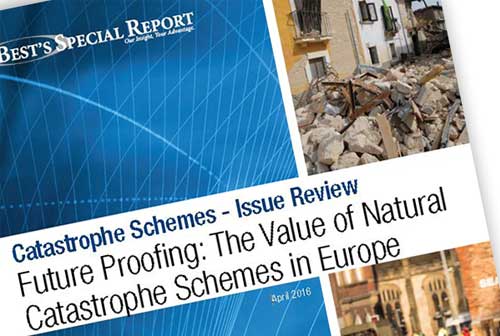 BEST'S SPECIAL REPORT
Our Insight, Your Advantage.
Catastrophe Schemes - Issue Review
Future Proofing: The Value of Natural
Catastrophe Schemes in Europe
April 2016